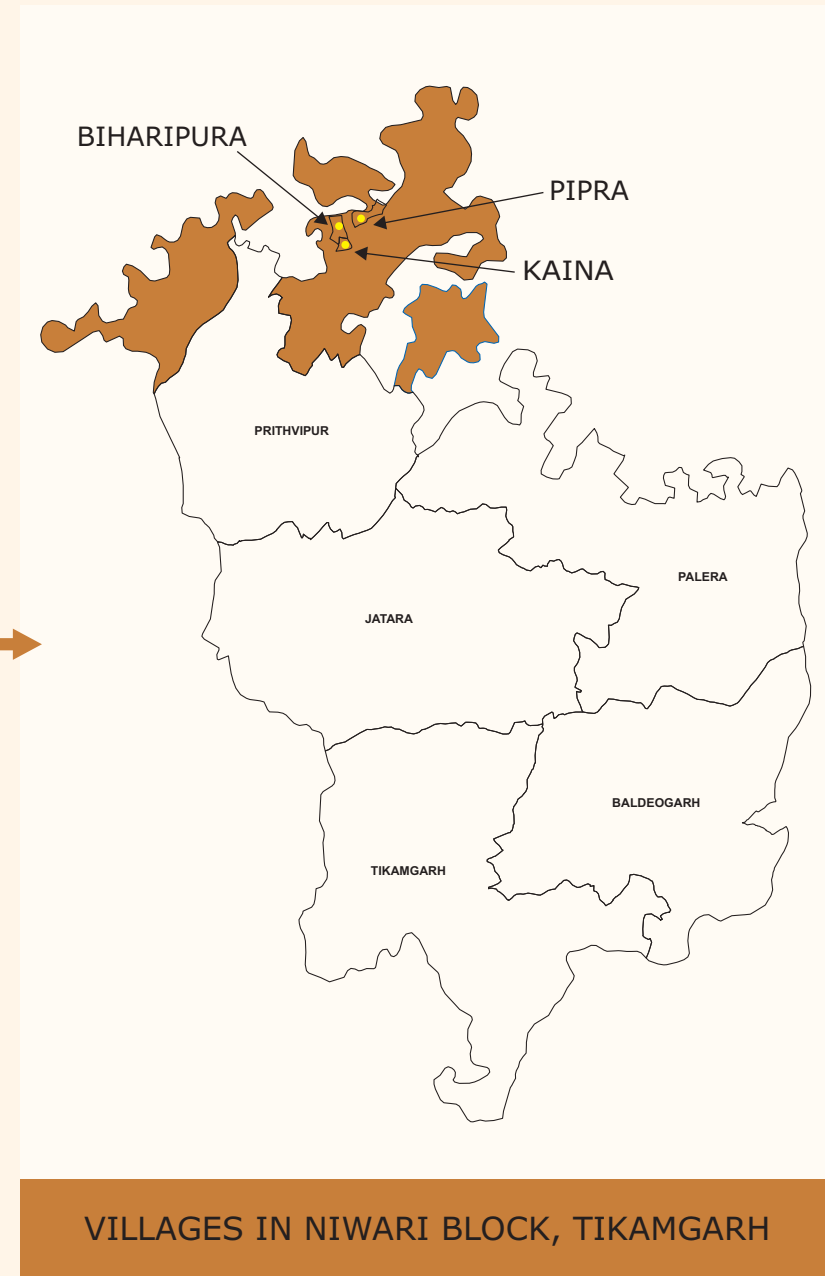 BIHARIPURA
PIPRA
KAINA
PRITHVIPUR
PALERA
JATARA
BALDEOGARH
TIKAMGARH
VILLAGES IN NIWARI BLOCK, TIKAMGARH